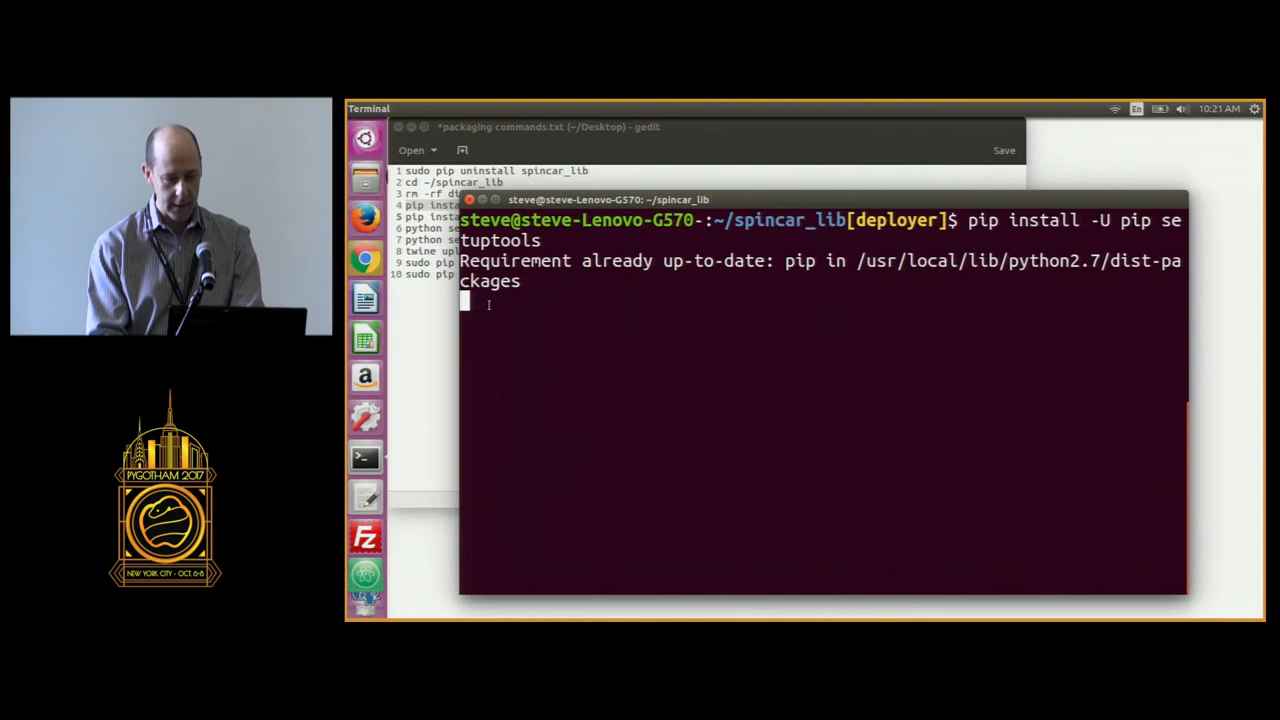 Terminal
En
10:21 AM
*packaging commands.txt (~/Desktop) - gedit
Open
Save
1 sudo pip uninstall spincar_lib
2 cd ~/spincar_lib
3 rm -rf di
4 pip insta
5 pip insta
6 python se
7 python se
8 twine upl
9 sudo pip
10 sudo pip
steve@steve-Lenovo-G570: ~/spincar_lib
steve@steve-Lenovo-G570-:~/spincar_lib[deployer]$ pip install -U pip se
tuptools
Requirement already up-to-date: pip in /usr/local/lib/python2.7/dist-pa
ckages
PYGOTHAM 2017
NEW YORK CITY - OCT. 6-8
a
>_
Fz